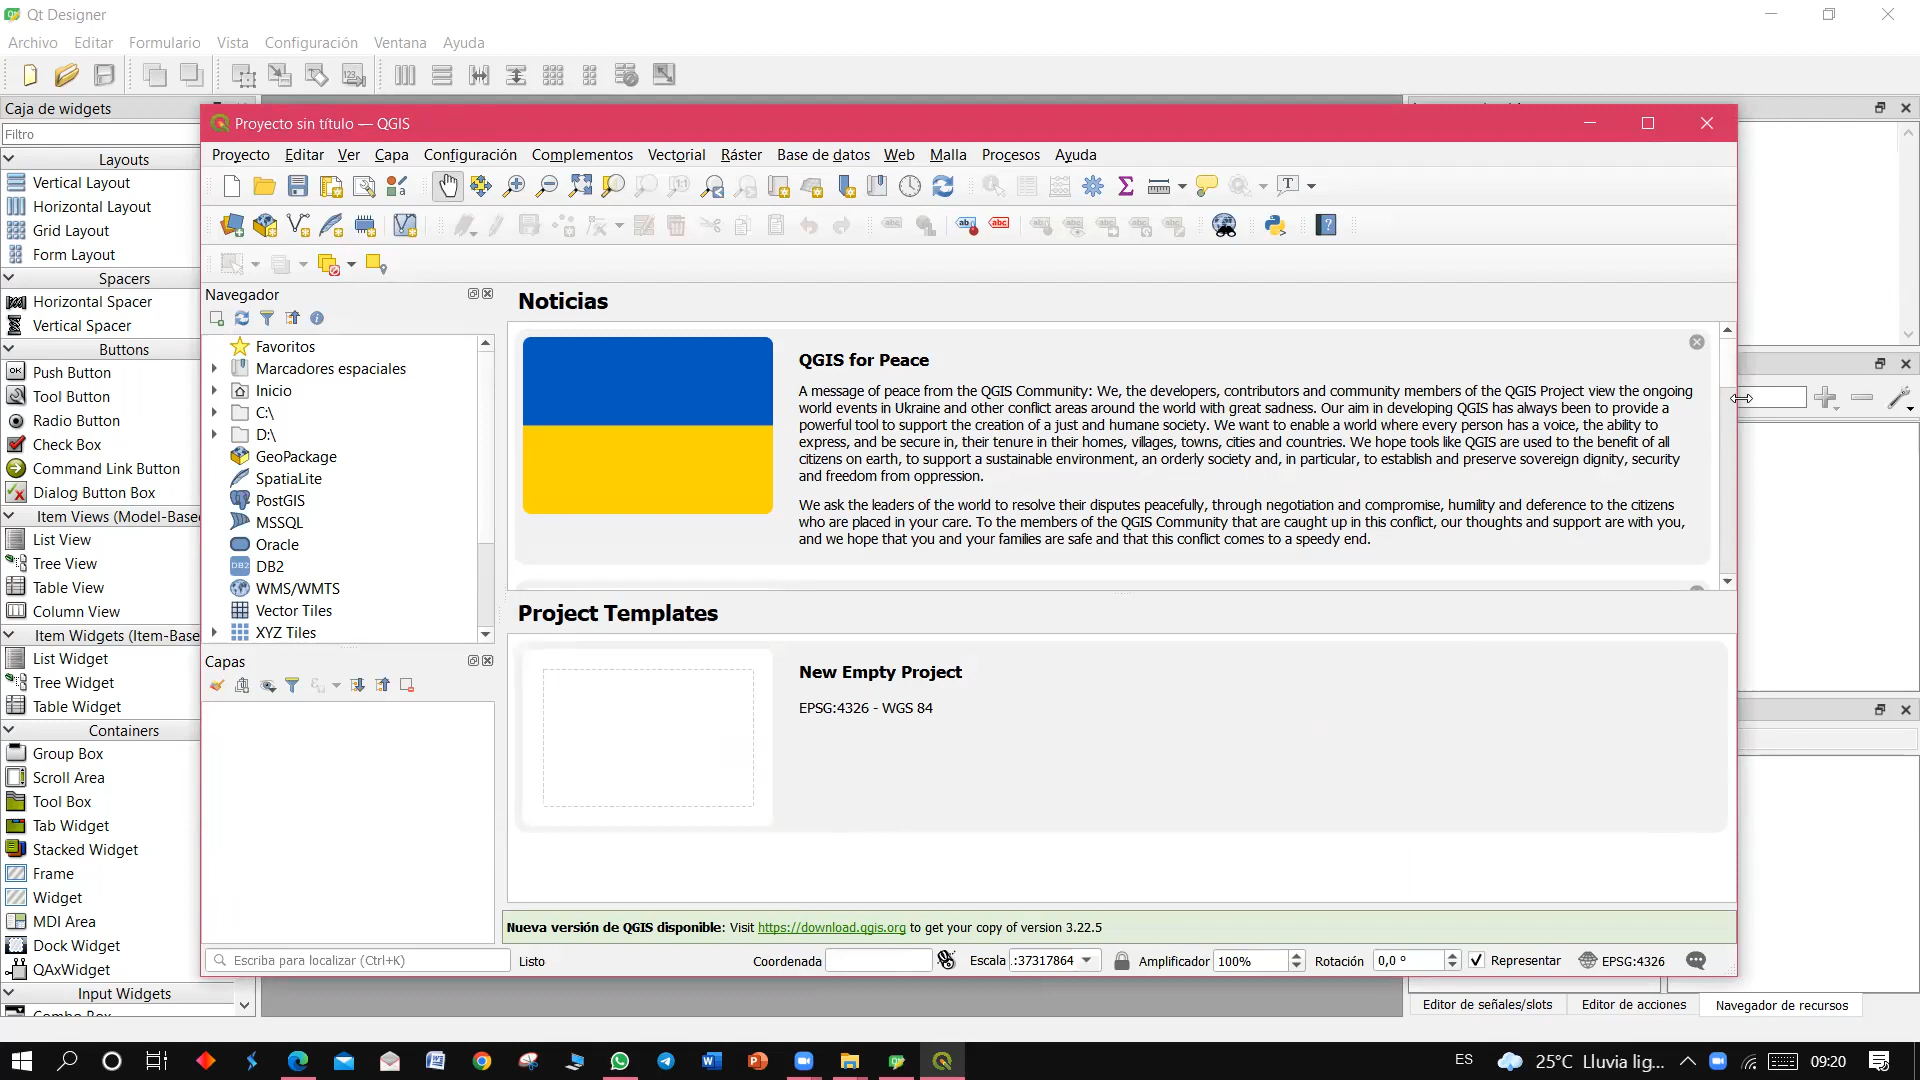 Qt Designer
Archivo Editar Formulario Vista Configuración Ventana Ayuda
Caja de widgets
Filtro
Layouts
Vertical Layout
Horizontal Layout
Grid Layout
Form Layout
Spacers
Horizontal Spacer
Vertical Spacer
Buttons
Push Button
Tool Button
Radio Button
Check Box
Command Link Button
Dialog Button Box
Item Views (Model-Base
List View
Tree View
Table View
Column View
Item Widgets (Item-Base
List Widget
Tree Widget
Table Widget
Containers
Group Box
Scroll Area
Tool Box
Tab Widget
Stacked Widget
Frame
Widget
MDI Area
Dock Widget
QAxWidget
Input Widgets
Proyecto sin título — QGIS
Proyecto Editar Ver Capa Configuración Complementos Vectorial Ráster Base de datos Web Malla Procesos Ayuda
Navegador
Favoritos
Marcadores espaciales
Inicio
C:\
D:\
GeoPackage
SpatiaLite
PostGIS
MSSQL
Oracle
DB2
WMS/WMTS
Vector Tiles
XYZ Tiles
Capas
Noticias
QGIS for Peace
A message of peace from the QGIS Community: We, the developers, contributors and community members of the QGIS Project view the ongoing
world events in Ukraine and other conflict areas around the world with great sadness. Our aim in developing QGIS has always been to provide a
powerful tool to support the creation of a just and humane society. We want to enable a world where every person has a voice, the ability to
express, and be secure in, their tenure in their homes, villages, towns, cities and countries. We hope tools like QGIS are used to the benefit of all
citizens on earth, to support a sustainable environment, an orderly society and, in particular, to establish and preserve sovereign dignity, security
and freedom from oppression.
We ask the leaders of the world to resolve their disputes peacefully, through negotiation and compromise, humility and deference to the citizens
who are placed in your care. To the members of the QGIS Community that are caught up in this conflict, our thoughts and support are with you,
and we hope that you and your families are safe and that this conflict comes to a speedy end.
Project Templates
New Empty Project
EPSG:4326 - WGS 84
Nueva versión de QGIS disponible: Visit https://download.qgis.org to get your copy of version 3.22.5
Escriba para localizar (Ctrl+K) Listo Coordenada Escala .:37317864 Amplificador 100% Rotación 0,0 ° Representar EPSG:4326
Editor de señales/slots Editor de acciones Navegador de recursos
ES 25°C Lluvia lig... 09:20